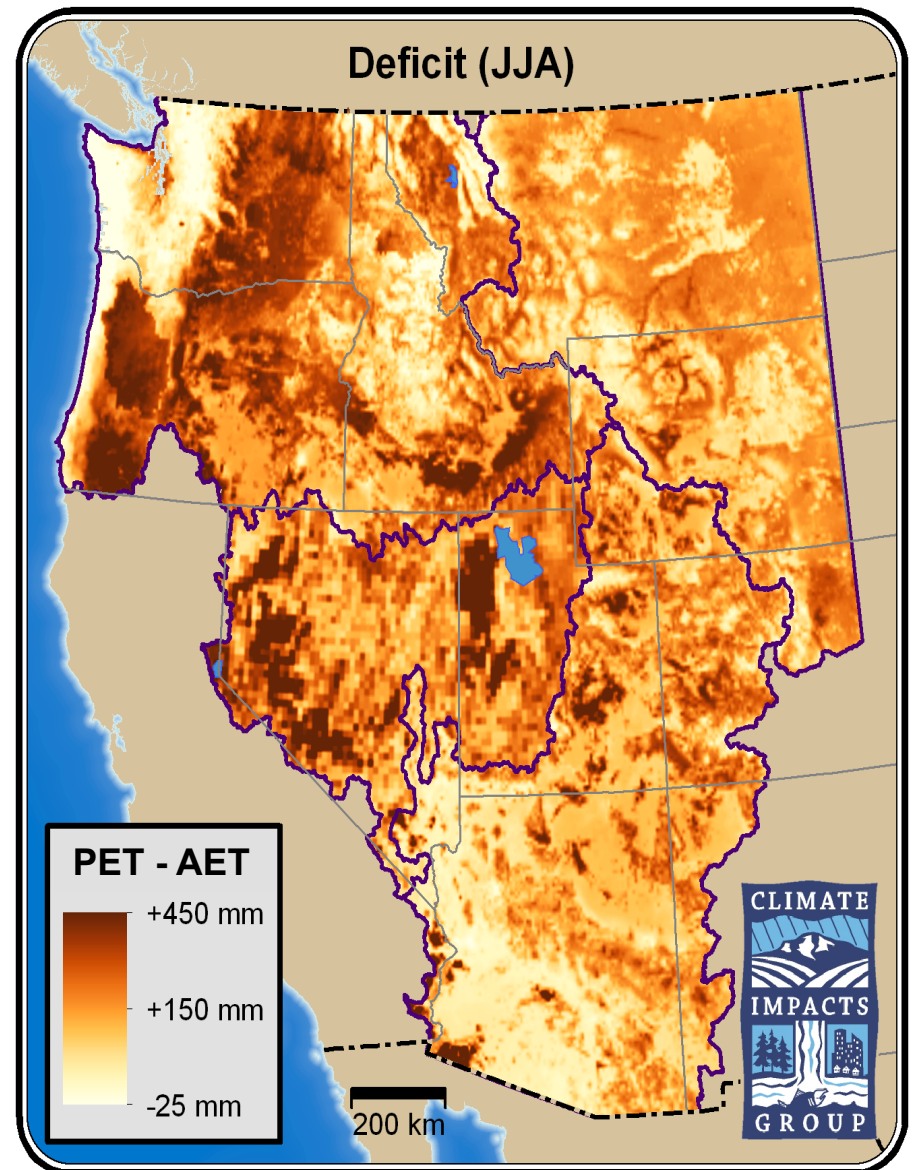 Deficit (JJA)
PET - AET
+450 mm
+150 mm
-25 mm
200 km
CLIMATE
IMPACTS
GROUP